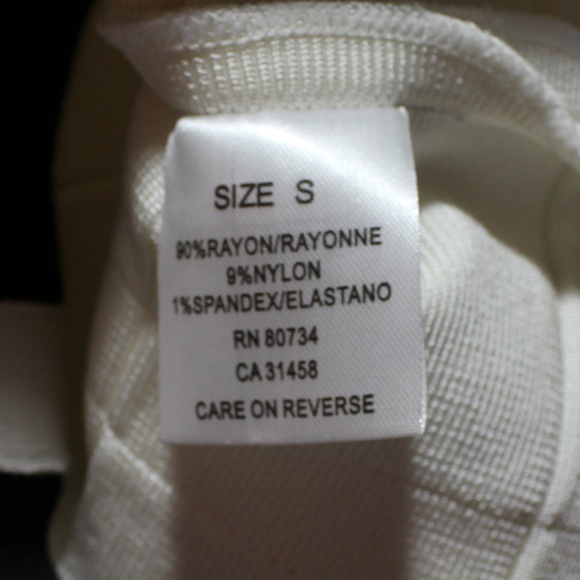 SIZE S
90%RAYON/RAYONNE
9%NYLON
1%SPANDEX/ELASTANO
RN 80734
CA 31458
CARE ON REVERSE